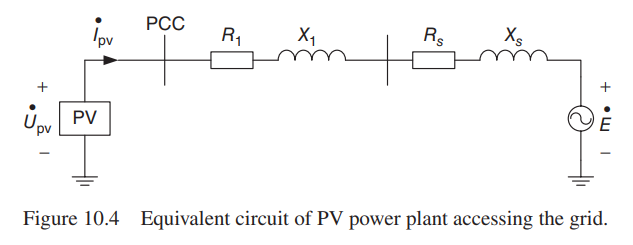 İpv
PCC
R1
X1
Rs
Xs
+
U̇pv
PV
–
+
Ė
–
Figure 10.4 Equivalent circuit of PV power plant accessing the grid.